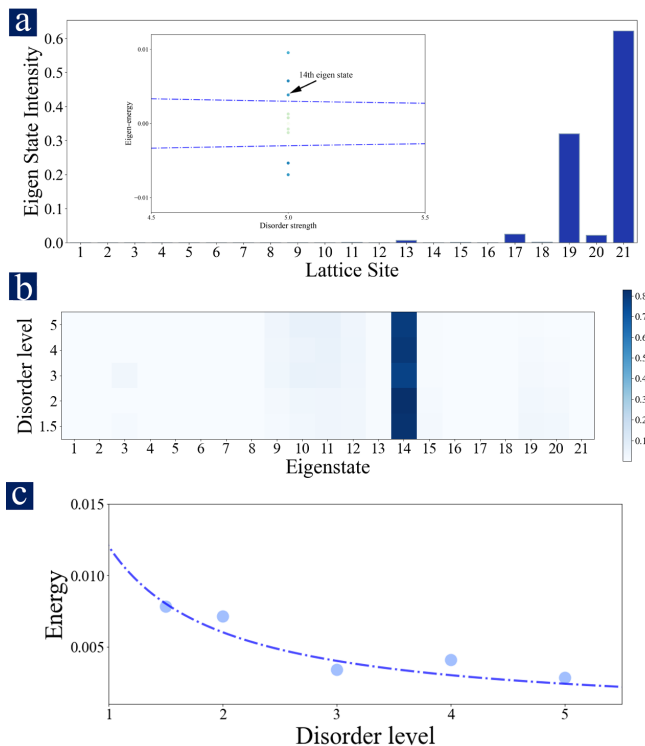 a
Eigen State Intensity
0.6
0.5
0.4
0.3
0.2
0.1
0.0
0.01
0.00
−0.01
Eigen-energy
14th eigen state
4.5 5.0 5.5
Disorder strength
1 2 3 4 5 6 7 8 9 10 11 12 13 14 15 16 17 18 19 20 21
Lattice Site
b
Disorder level
5
4
3
2
1.5
1 2 3 4 5 6 7 8 9 10 11 12 13 14 15 16 17 18 19 20 21
Eigenstate
0.8
0.7
0.6
0.5
0.4
0.3
0.2
0.1
c
Energy
0.015
0.010
0.005
1 2 3 4 5
Disorder level